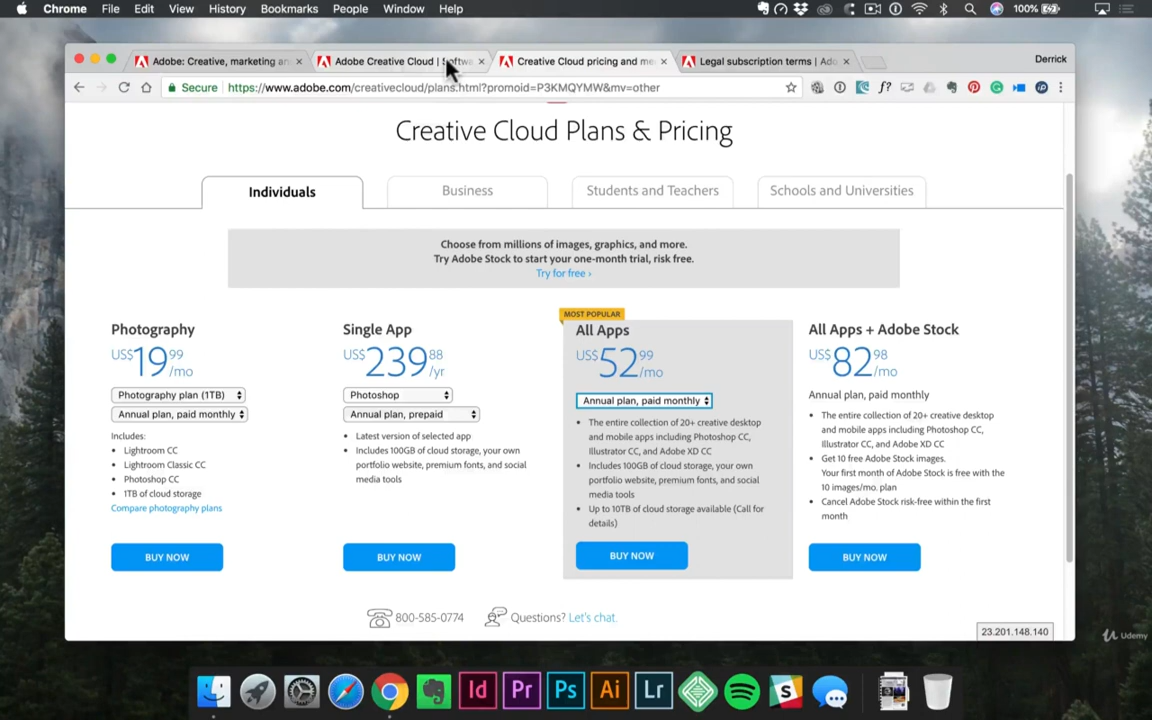 Chrome File Edit View History Bookmarks People Window Help 100%
Adobe: Creative, marketing an
Adobe Creative Cloud | Softwa
Creative Cloud pricing and me
Legal subscription terms | Ado
Derrick
Secure https://www.adobe.com/creativecloud/plans.html?promoid=P3KMQYMW&mv=other
f?
Creative Cloud Plans & Pricing
Individuals
Business
Students and Teachers
Schools and Universities
Choose from millions of images, graphics, and more.
Try Adobe Stock to start your one-month trial, risk free.
Try for free ›
Photography
US$19.99/mo
Photography plan (1TB)
Annual plan, paid monthly
Includes:
• Lightroom CC
• Lightroom Classic CC
• Photoshop CC
• 1TB of cloud storage
Compare photography plans
BUY NOW
Single App
US$239.88/yr
Photoshop
Annual plan, prepaid
• Latest version of selected app
• Includes 100GB of cloud storage, your own
portfolio website, premium fonts, and social
media tools
BUY NOW
MOST POPULAR
All Apps
US$52.99/mo
Annual plan, paid monthly
• The entire collection of 20+ creative desktop
and mobile apps including Photoshop CC,
Illustrator CC, and Adobe XD CC
• Includes 100GB of cloud storage, your own
portfolio website, premium fonts, and social
media tools
• Up to 10TB of cloud storage available (Call for
details)
BUY NOW
All Apps + Adobe Stock
US$82.98/mo
Annual plan, paid monthly
• The entire collection of 20+ creative desktop
and mobile apps including Photoshop CC,
Illustrator CC, and Adobe XD CC
• Get 10 free Adobe Stock images.
Your first month of Adobe Stock is free with the
10 images/mo. plan
• Cancel Adobe Stock risk-free within the first
month
BUY NOW
800-585-0774
Questions? Let's chat.
23.201.148.140
Udemy
Id Pr Ps Ai Lr